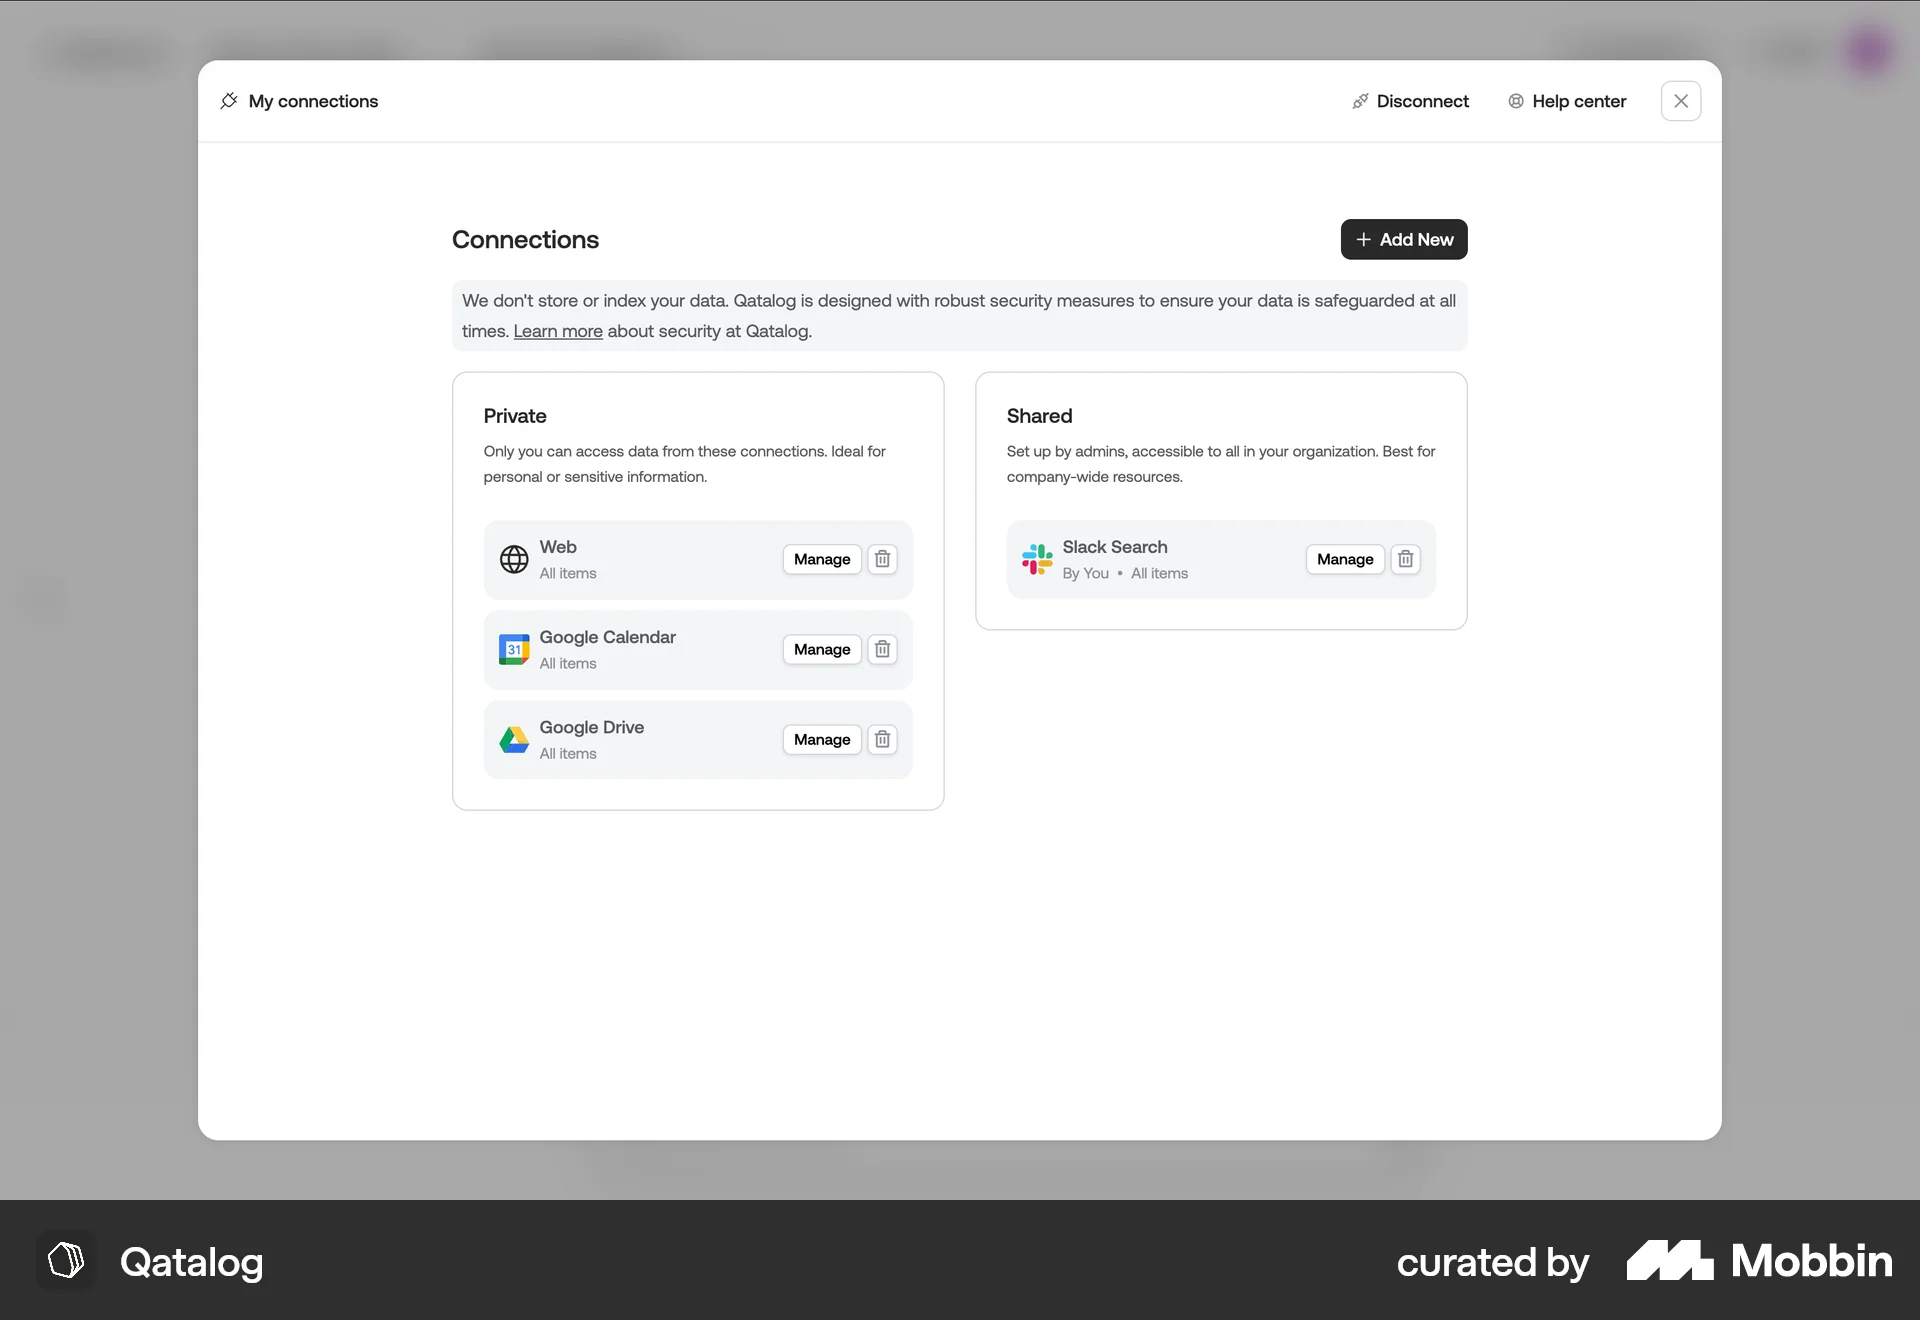 My connections
Disconnect
Help center
Connections
Add New
We don't store or index your data. Qatalog is designed with robust security measures to ensure your data is safeguarded at all
times. Learn more about security at Qatalog.
Private
Only you can access data from these connections. Ideal for
personal or sensitive information.
Web
All items
Manage
31
Google Calendar
All items
Manage
Google Drive
All items
Manage
Shared
Set up by admins, accessible to all in your organization. Best for
company-wide resources.
Slack Search
By You • All items
Manage
Qatalog
curated by
Mobbin